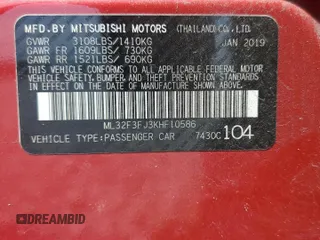 MFD.BY MITSUBISHI MOTORS (THAILAND)CO.,LTD.
GVWR 3108LBS/1410KG JAN 2019
GAWR FR 1609LBS/ 730KG
GAWR RR 1521LBS/ 690KG
THIS VEHICLE CONFORMS TO ALL APPLICABLE
FEDERAL MOTOR VEHICLE SAFETY, BUMPER, AND
THEFT PREVENTION STANDARDS IN EFFECT ON
THE DATE OF MANUFACTURE SHOWN ABOVE.
ML32F3FJ3KHF10586
VEHICLE TYPE:PASSENGER CAR 7430C 104
© DREAMBID